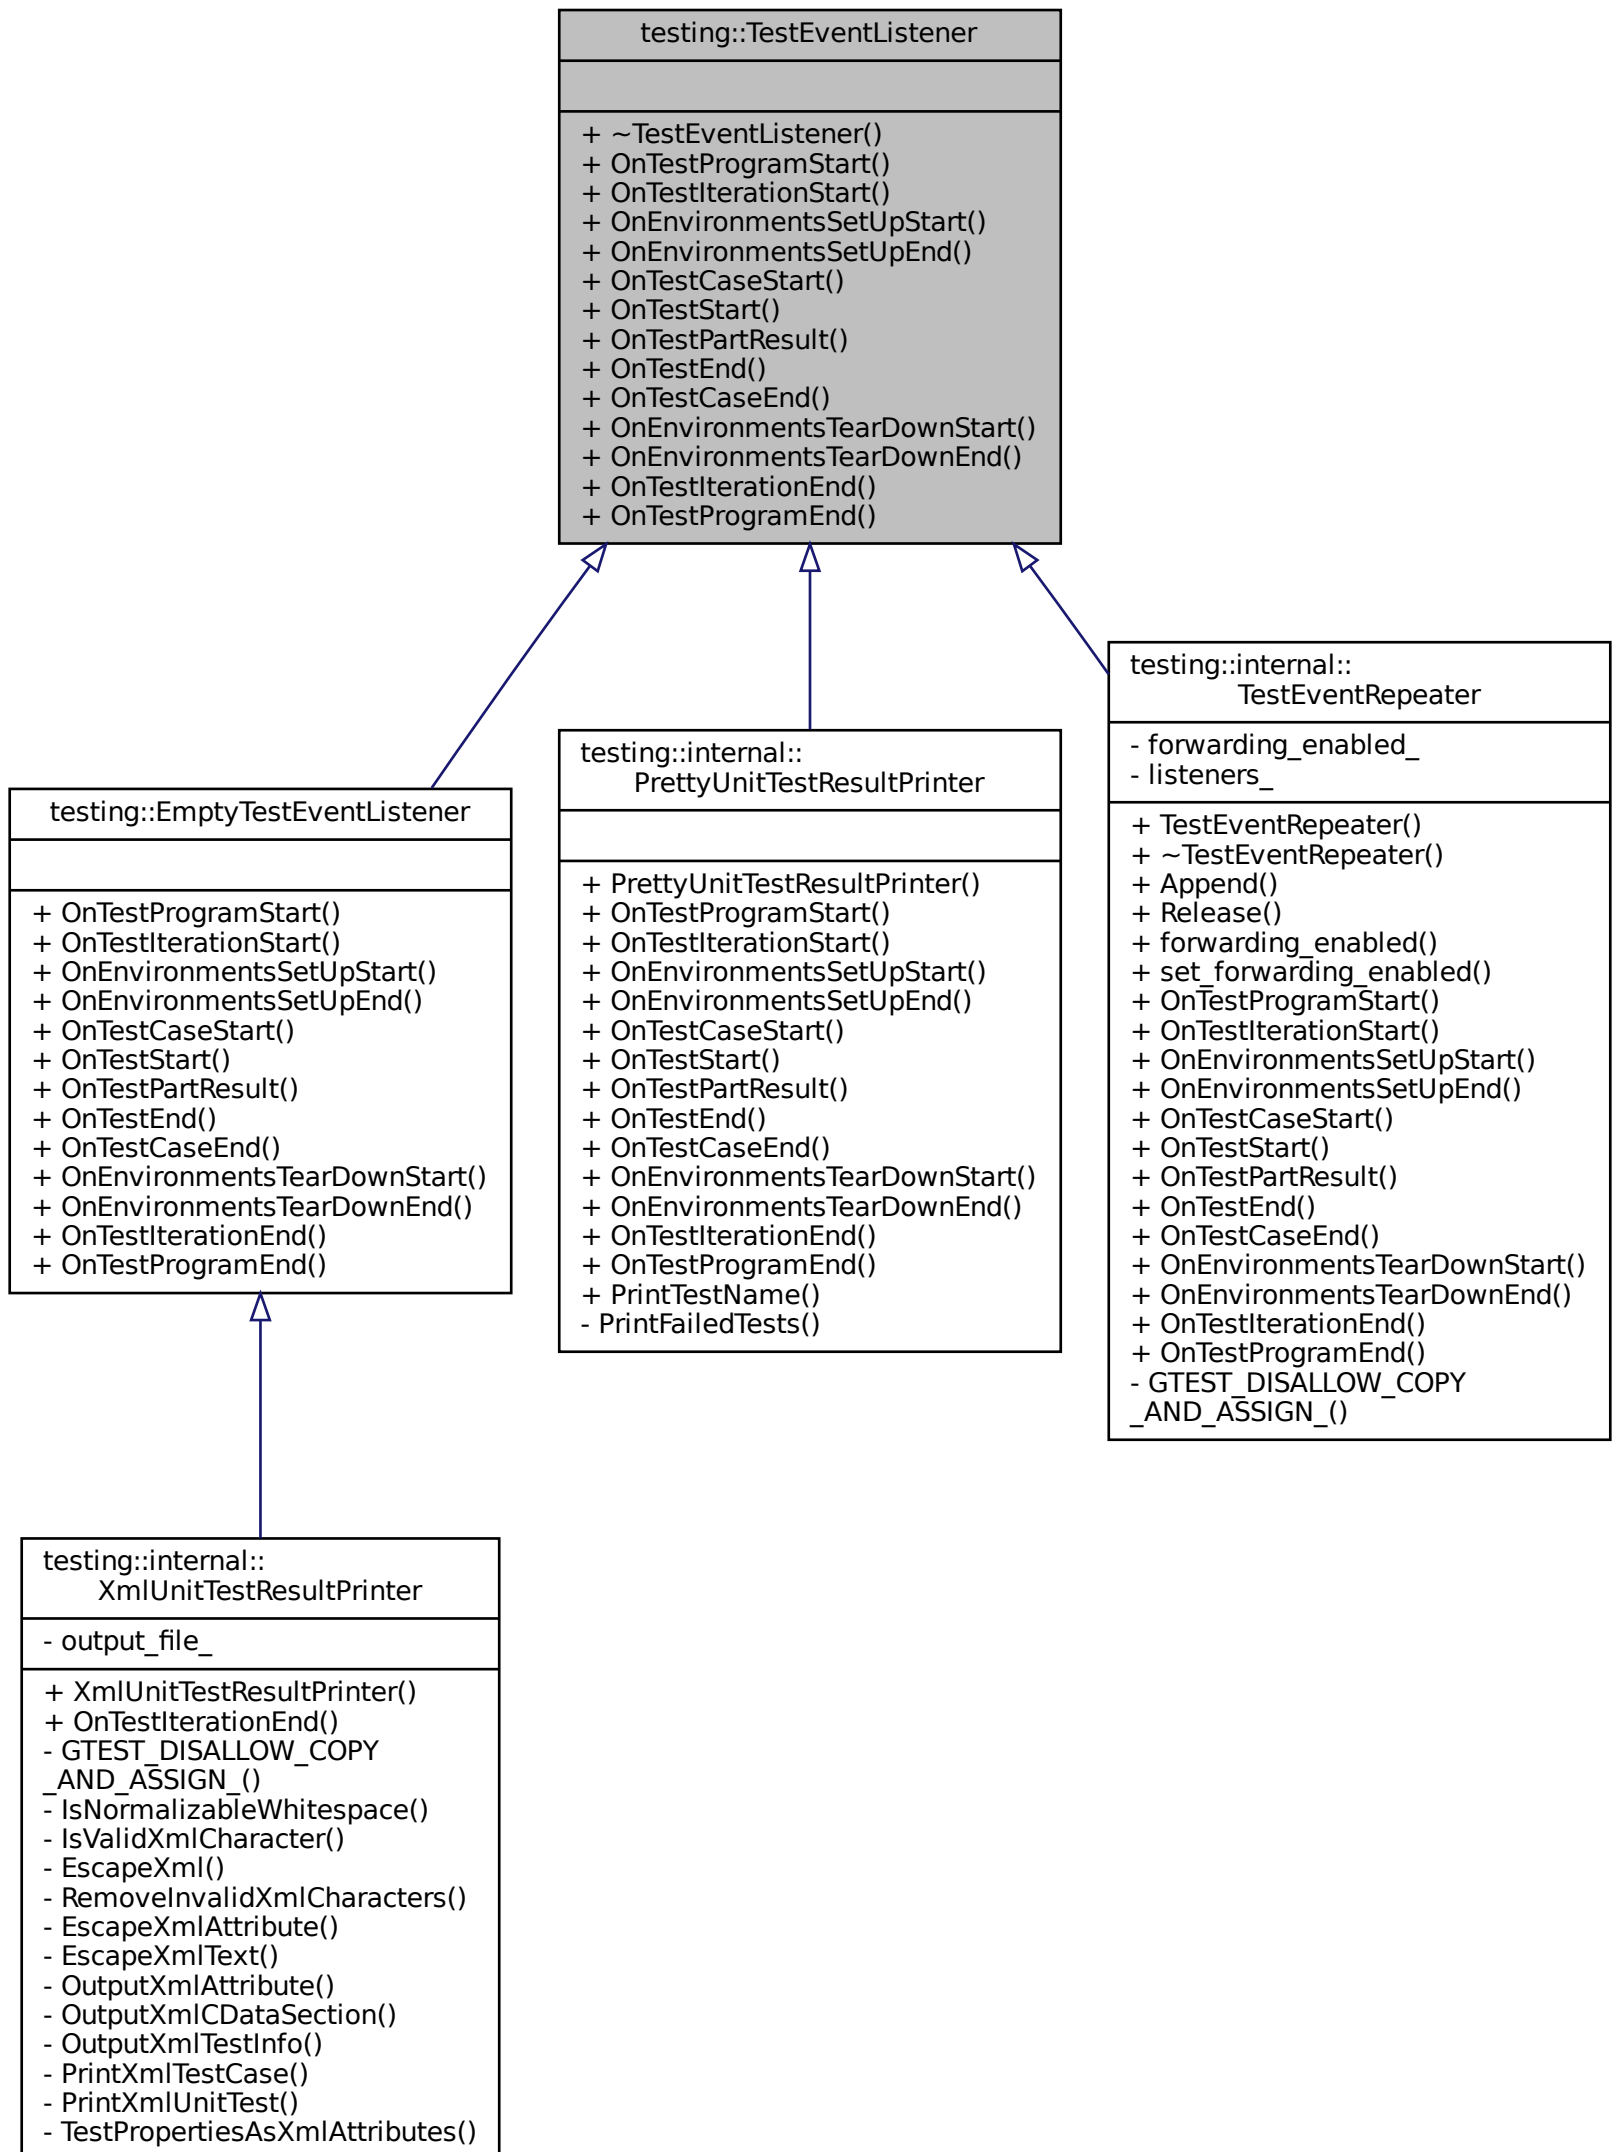 testing::TestEventListener
+ ~TestEventListener()
+ OnTestProgramStart()
+ OnTestIterationStart()
+ OnEnvironmentsSetUpStart()
+ OnEnvironmentsSetUpEnd()
+ OnTestCaseStart()
+ OnTestStart()
+ OnTestPartResult()
+ OnTestEnd()
+ OnTestCaseEnd()
+ OnEnvironmentsTearDownStart()
+ OnEnvironmentsTearDownEnd()
+ OnTestIterationEnd()
+ OnTestProgramEnd()
testing::EmptyTestEventListener
+ OnTestProgramStart()
+ OnTestIterationStart()
+ OnEnvironmentsSetUpStart()
+ OnEnvironmentsSetUpEnd()
+ OnTestCaseStart()
+ OnTestStart()
+ OnTestPartResult()
+ OnTestEnd()
+ OnTestCaseEnd()
+ OnEnvironmentsTearDownStart()
+ OnEnvironmentsTearDownEnd()
+ OnTestIterationEnd()
+ OnTestProgramEnd()
testing::internal::
PrettyUnitTestResultPrinter
+ PrettyUnitTestResultPrinter()
+ OnTestProgramStart()
+ OnTestIterationStart()
+ OnEnvironmentsSetUpStart()
+ OnEnvironmentsSetUpEnd()
+ OnTestCaseStart()
+ OnTestStart()
+ OnTestPartResult()
+ OnTestEnd()
+ OnTestCaseEnd()
+ OnEnvironmentsTearDownStart()
+ OnEnvironmentsTearDownEnd()
+ OnTestIterationEnd()
+ OnTestProgramEnd()
+ PrintTestName()
- PrintFailedTests()
testing::internal::
TestEventRepeater
- forwarding_enabled_
- listeners_
+ TestEventRepeater()
+ ~TestEventRepeater()
+ Append()
+ Release()
+ forwarding_enabled()
+ set_forwarding_enabled()
+ OnTestProgramStart()
+ OnTestIterationStart()
+ OnEnvironmentsSetUpStart()
+ OnEnvironmentsSetUpEnd()
+ OnTestCaseStart()
+ OnTestStart()
+ OnTestPartResult()
+ OnTestEnd()
+ OnTestCaseEnd()
+ OnEnvironmentsTearDownStart()
+ OnEnvironmentsTearDownEnd()
+ OnTestIterationEnd()
+ OnTestProgramEnd()
- GTEST_DISALLOW_COPY
_AND_ASSIGN_()
testing::internal::
XmlUnitTestResultPrinter
- output_file_
+ XmlUnitTestResultPrinter()
+ OnTestIterationEnd()
- GTEST_DISALLOW_COPY
_AND_ASSIGN_()
- IsNormalizableWhitespace()
- IsValidXmlCharacter()
- EscapeXml()
- RemoveInvalidXmlCharacters()
- EscapeXmlAttribute()
- EscapeXmlText()
- OutputXmlAttribute()
- OutputXmlCDataSection()
- OutputXmlTestInfo()
- PrintXmlTestCase()
- PrintXmlUnitTest()
- TestPropertiesAsXmlAttributes()